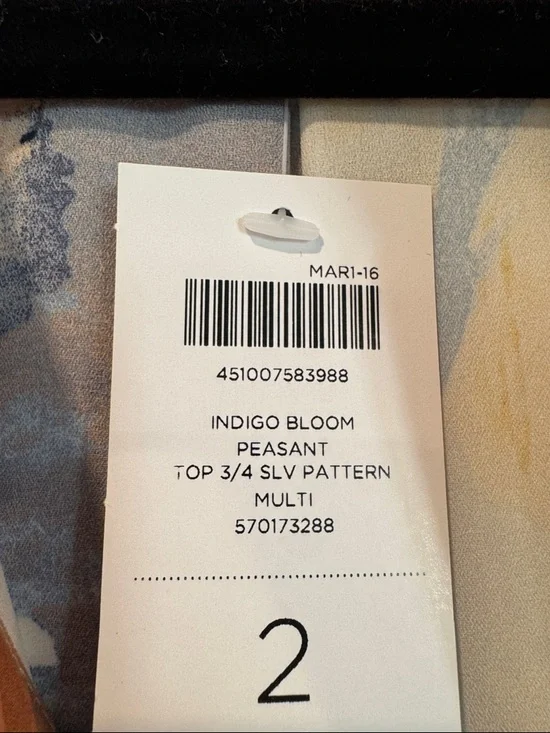 MAR1-16
451007583988
INDIGO BLOOM
PEASANT
TOP 3/4 SLV PATTERN
MULTI
570173288
2